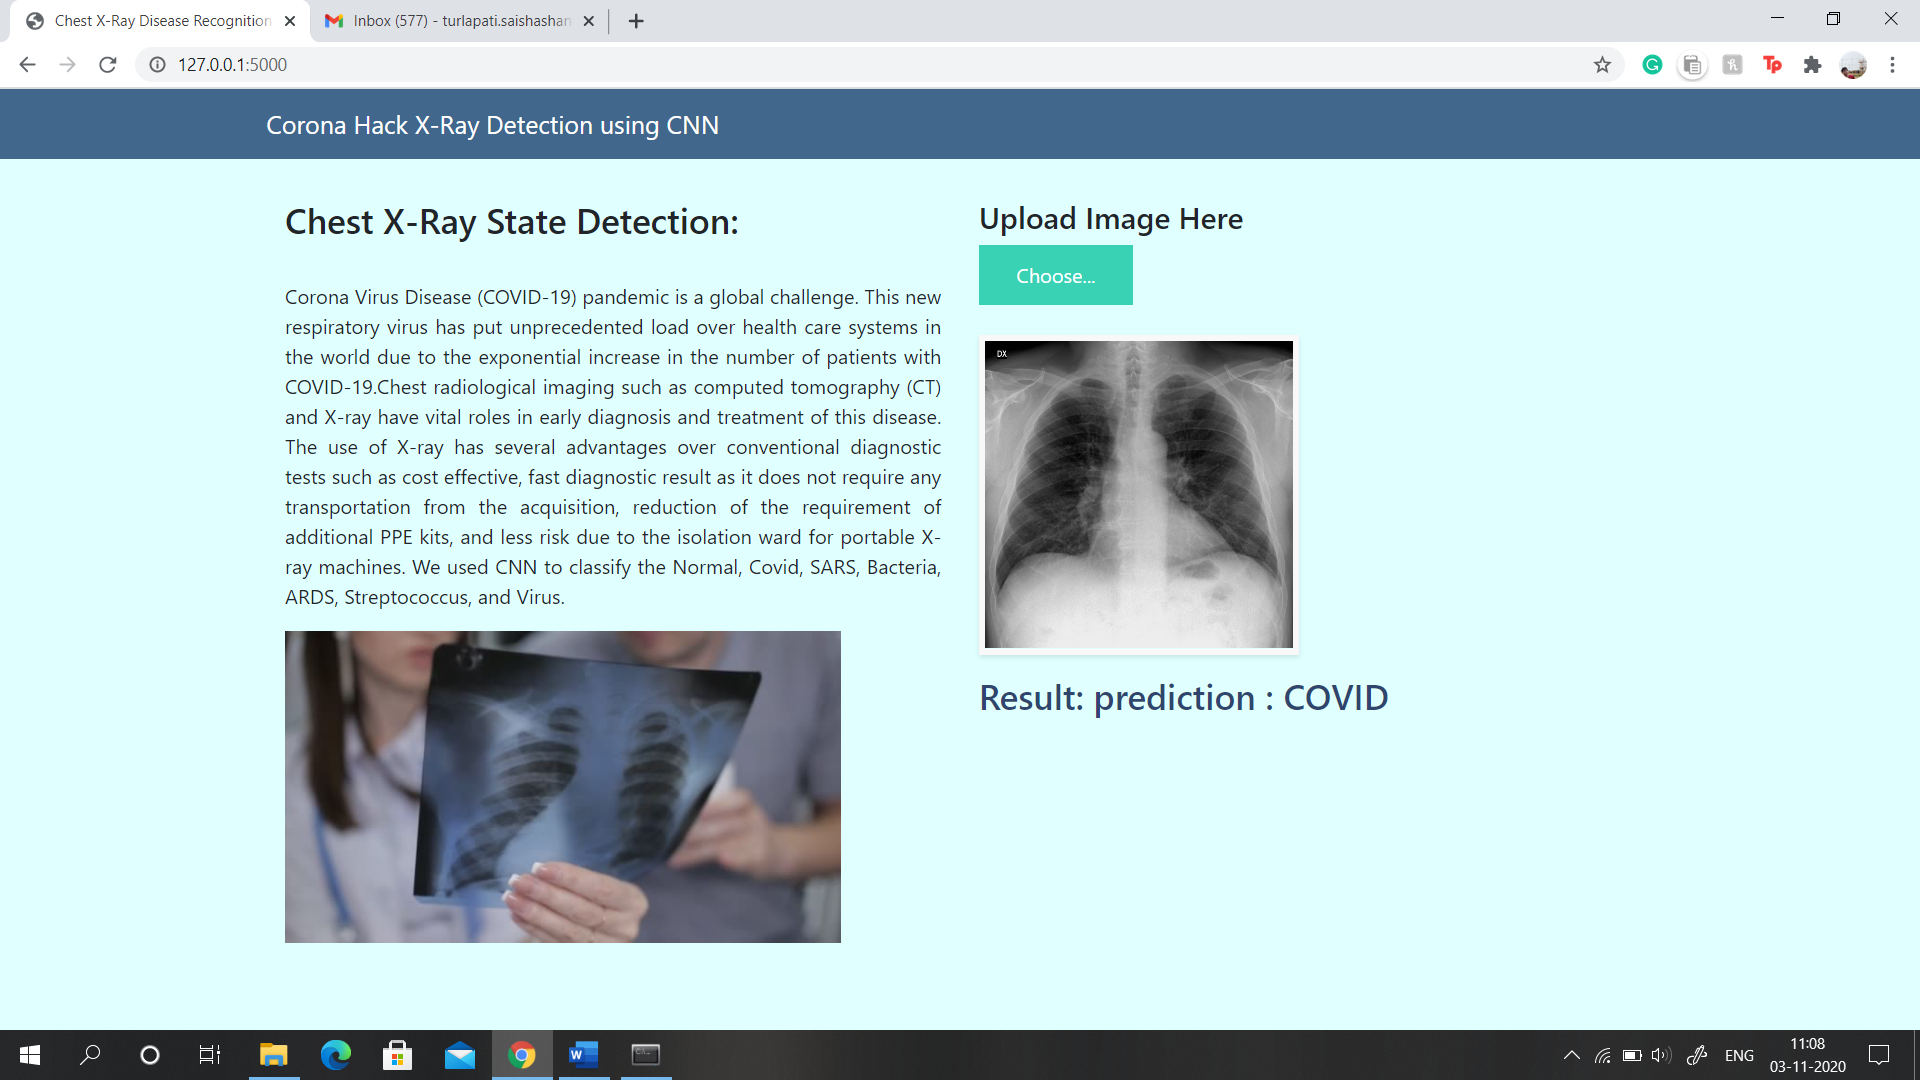 Chest X-Ray Disease Recognition
Inbox (577) - turlapati.saishashan
127.0.0.1:5000
Corona Hack X-Ray Detection using CNN
Chest X-Ray State Detection:
Corona Virus Disease (COVID-19) pandemic is a global challenge. This new
respiratory virus has put unprecedented load over health care systems in
the world due to the exponential increase in the number of patients with
COVID-19.Chest radiological imaging such as computed tomography (CT)
and X-ray have vital roles in early diagnosis and treatment of this disease.
The use of X-ray has several advantages over conventional diagnostic
tests such as cost effective, fast diagnostic result as it does not require any
transportation from the acquisition, reduction of the requirement of
additional PPE kits, and less risk due to the isolation ward for portable X-
ray machines. We used CNN to classify the Normal, Covid, SARS, Bacteria,
ARDS, Streptococcus, and Virus.
Upload Image Here
Choose...
DX
Result: prediction : COVID
ENG
11:08
03-11-2020